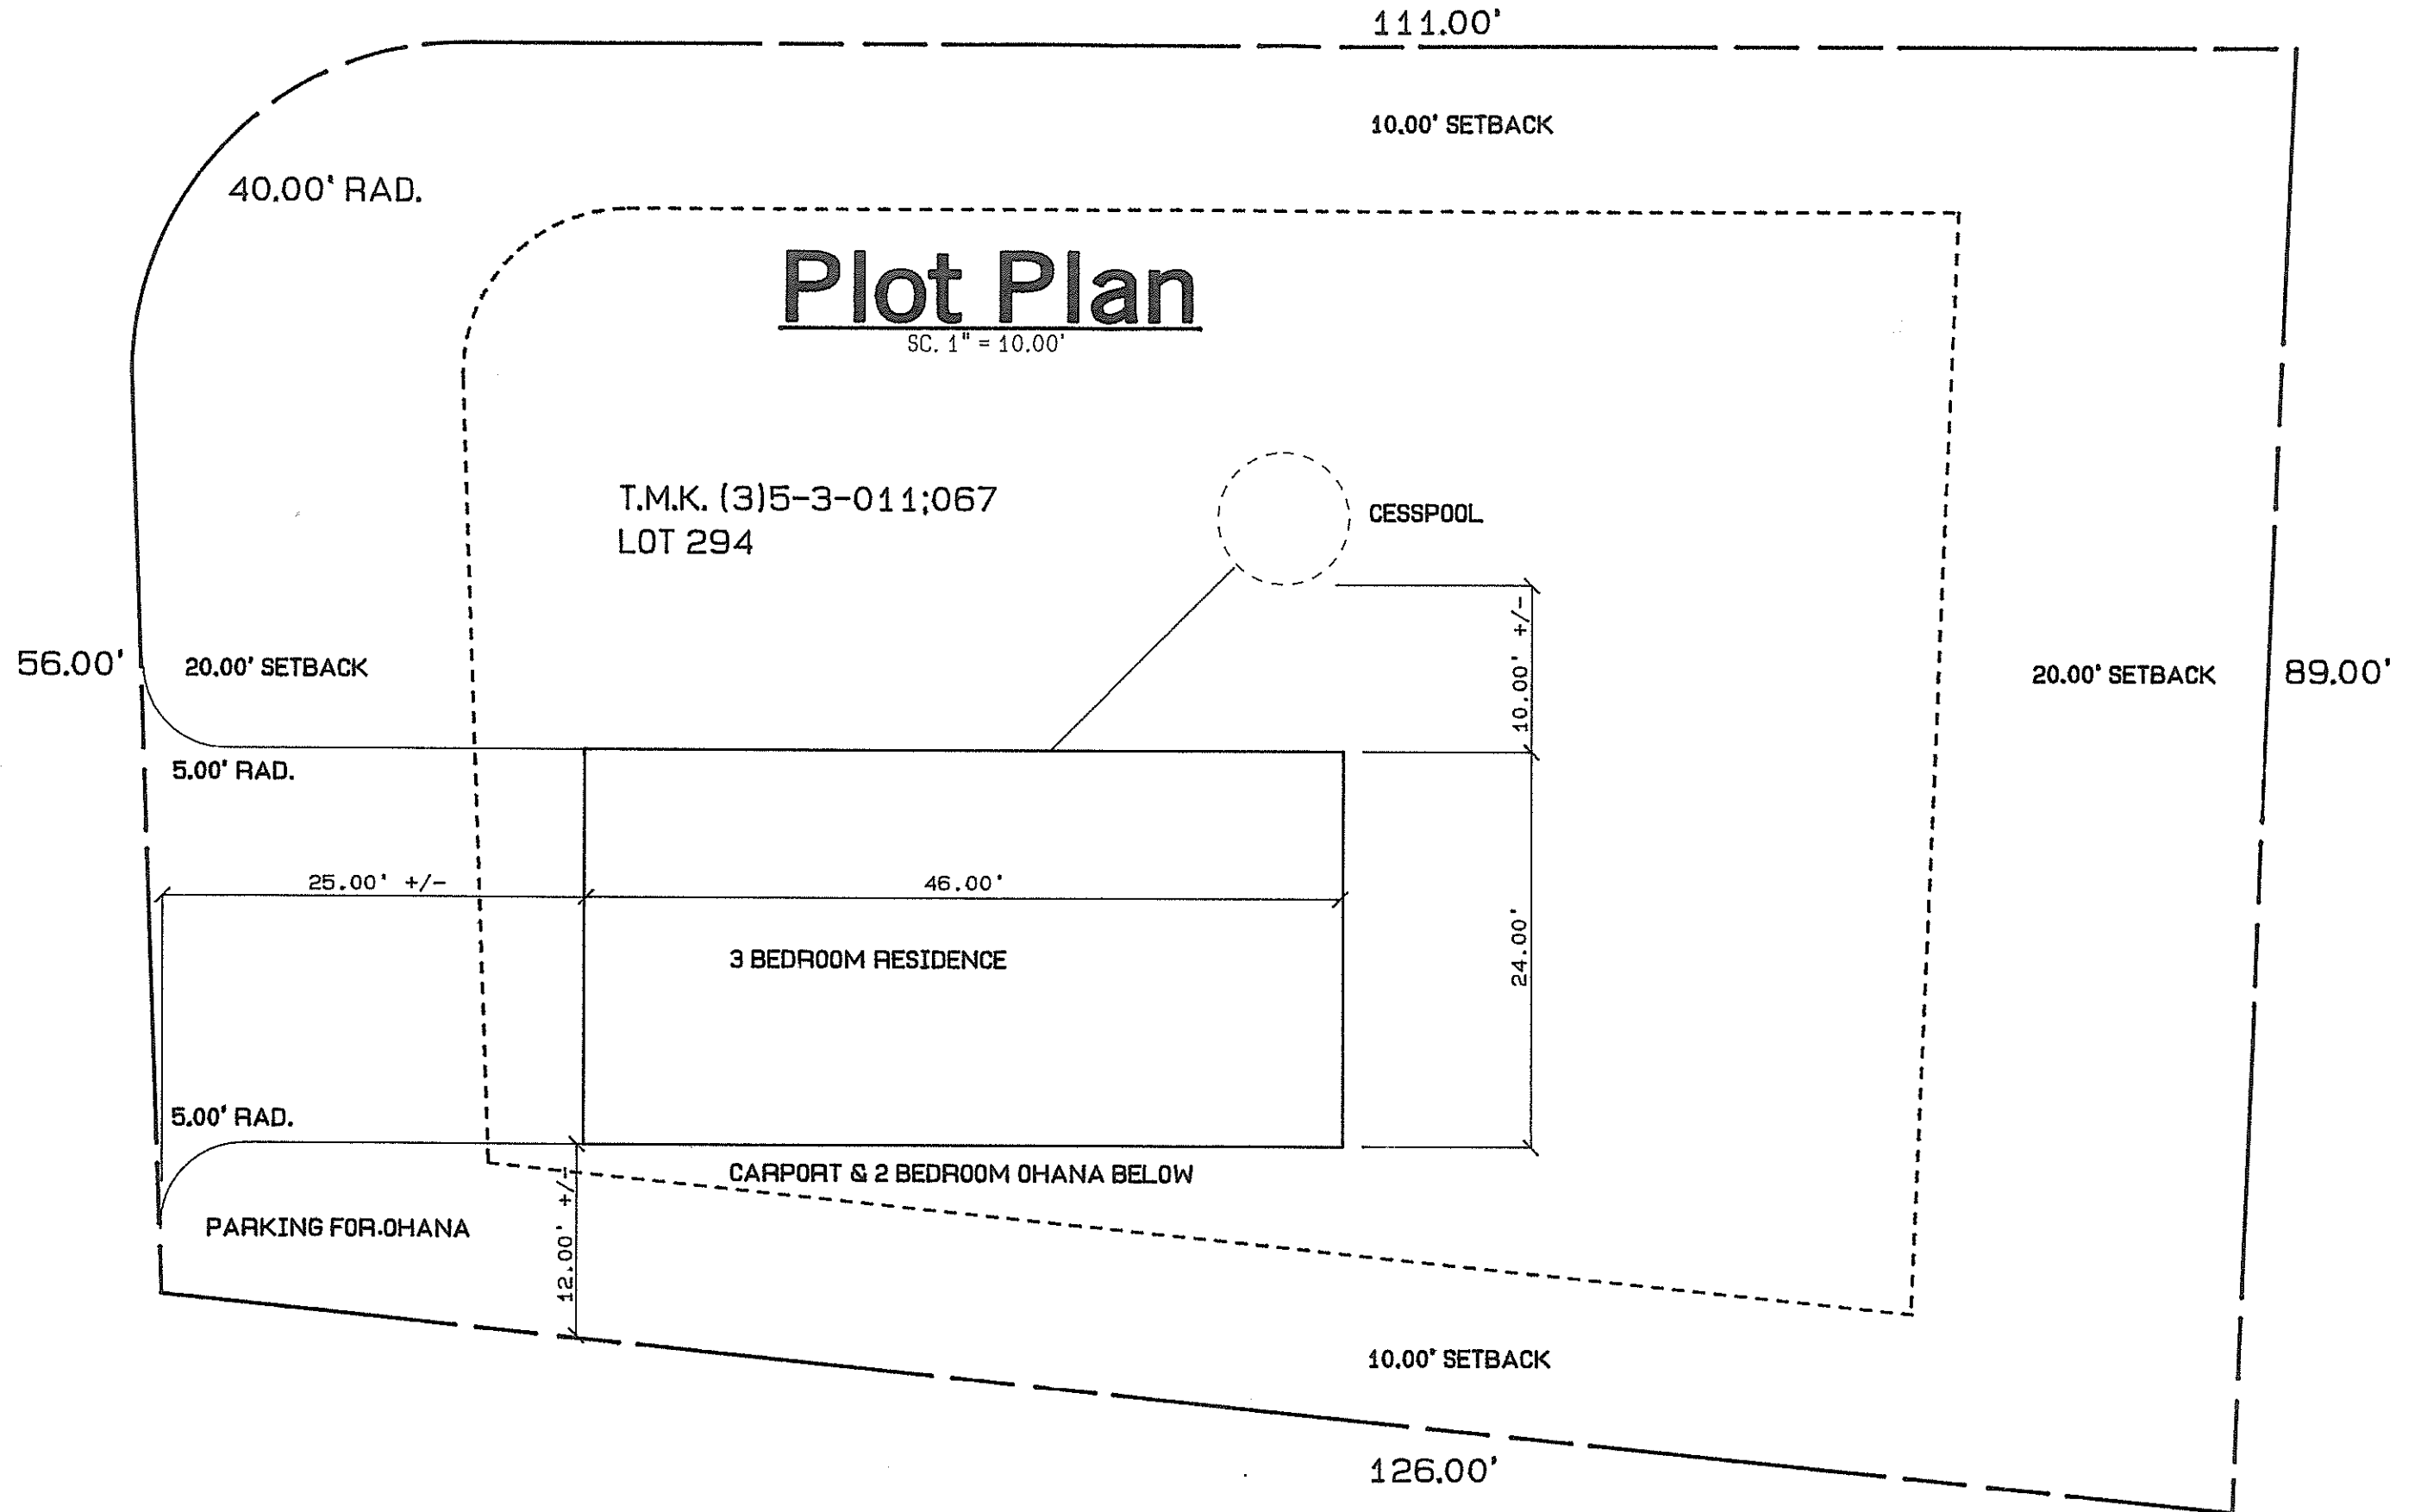 111.00'
10.00' SETBACK
40.00' RAD.
Plot Plan
SC. 1" = 10.00'
T.M.K. (3)5-3-011;067
LOT 294
CESSPOOL
10.00' +/-
56.00'
20.00' SETBACK
20.00' SETBACK
89.00'
5.00' RAD.
25.00' +/-
46.00'
24.00'
3 BEDROOM RESIDENCE
5.00' RAD.
CARPORT & 2 BEDROOM OHANA BELOW
PARKING FOR.OHANA
12.00' +/-
10.00' SETBACK
126.00'